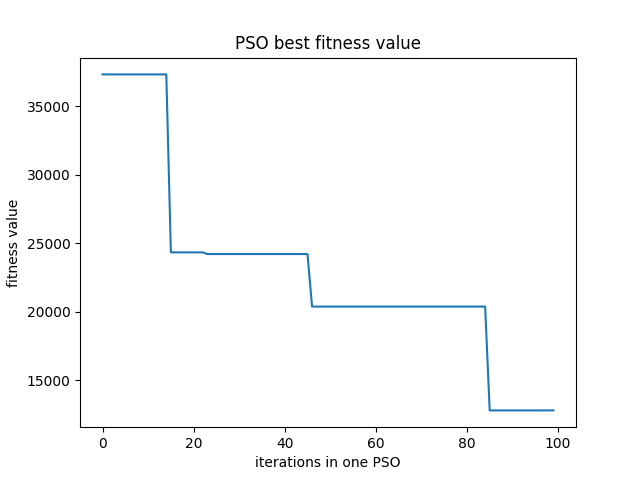 PSO best fitness value
fitness value
35000
30000
25000
20000
15000
0 20 40 60 80 100
iterations in one PSO